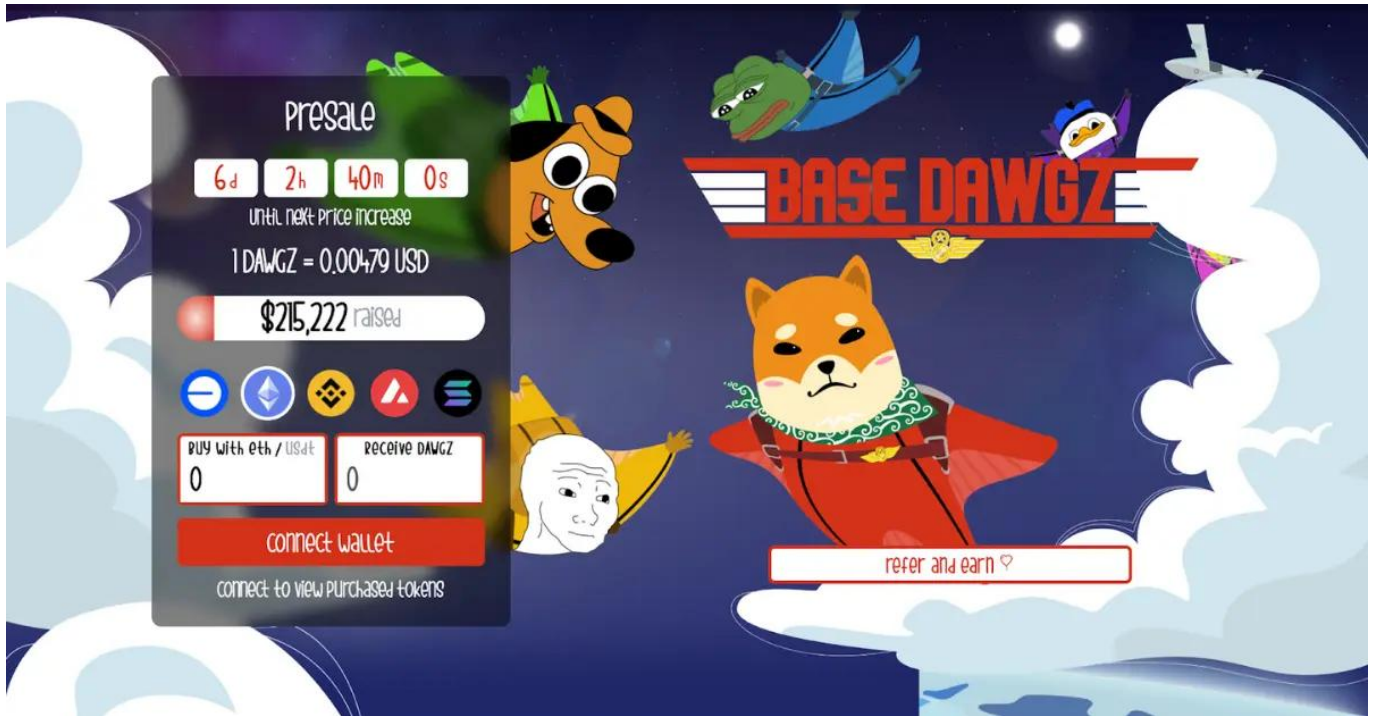 Presale
6d 2h 40m 0s
until next price increase
1 DAWGZ = 0.00479 USD
$215,222 raised
Buy with eth / usdt
0
Receive DAWGZ
0
connect wallet
connect to view purchased tokens
BASE DAWGZ
refer and earn